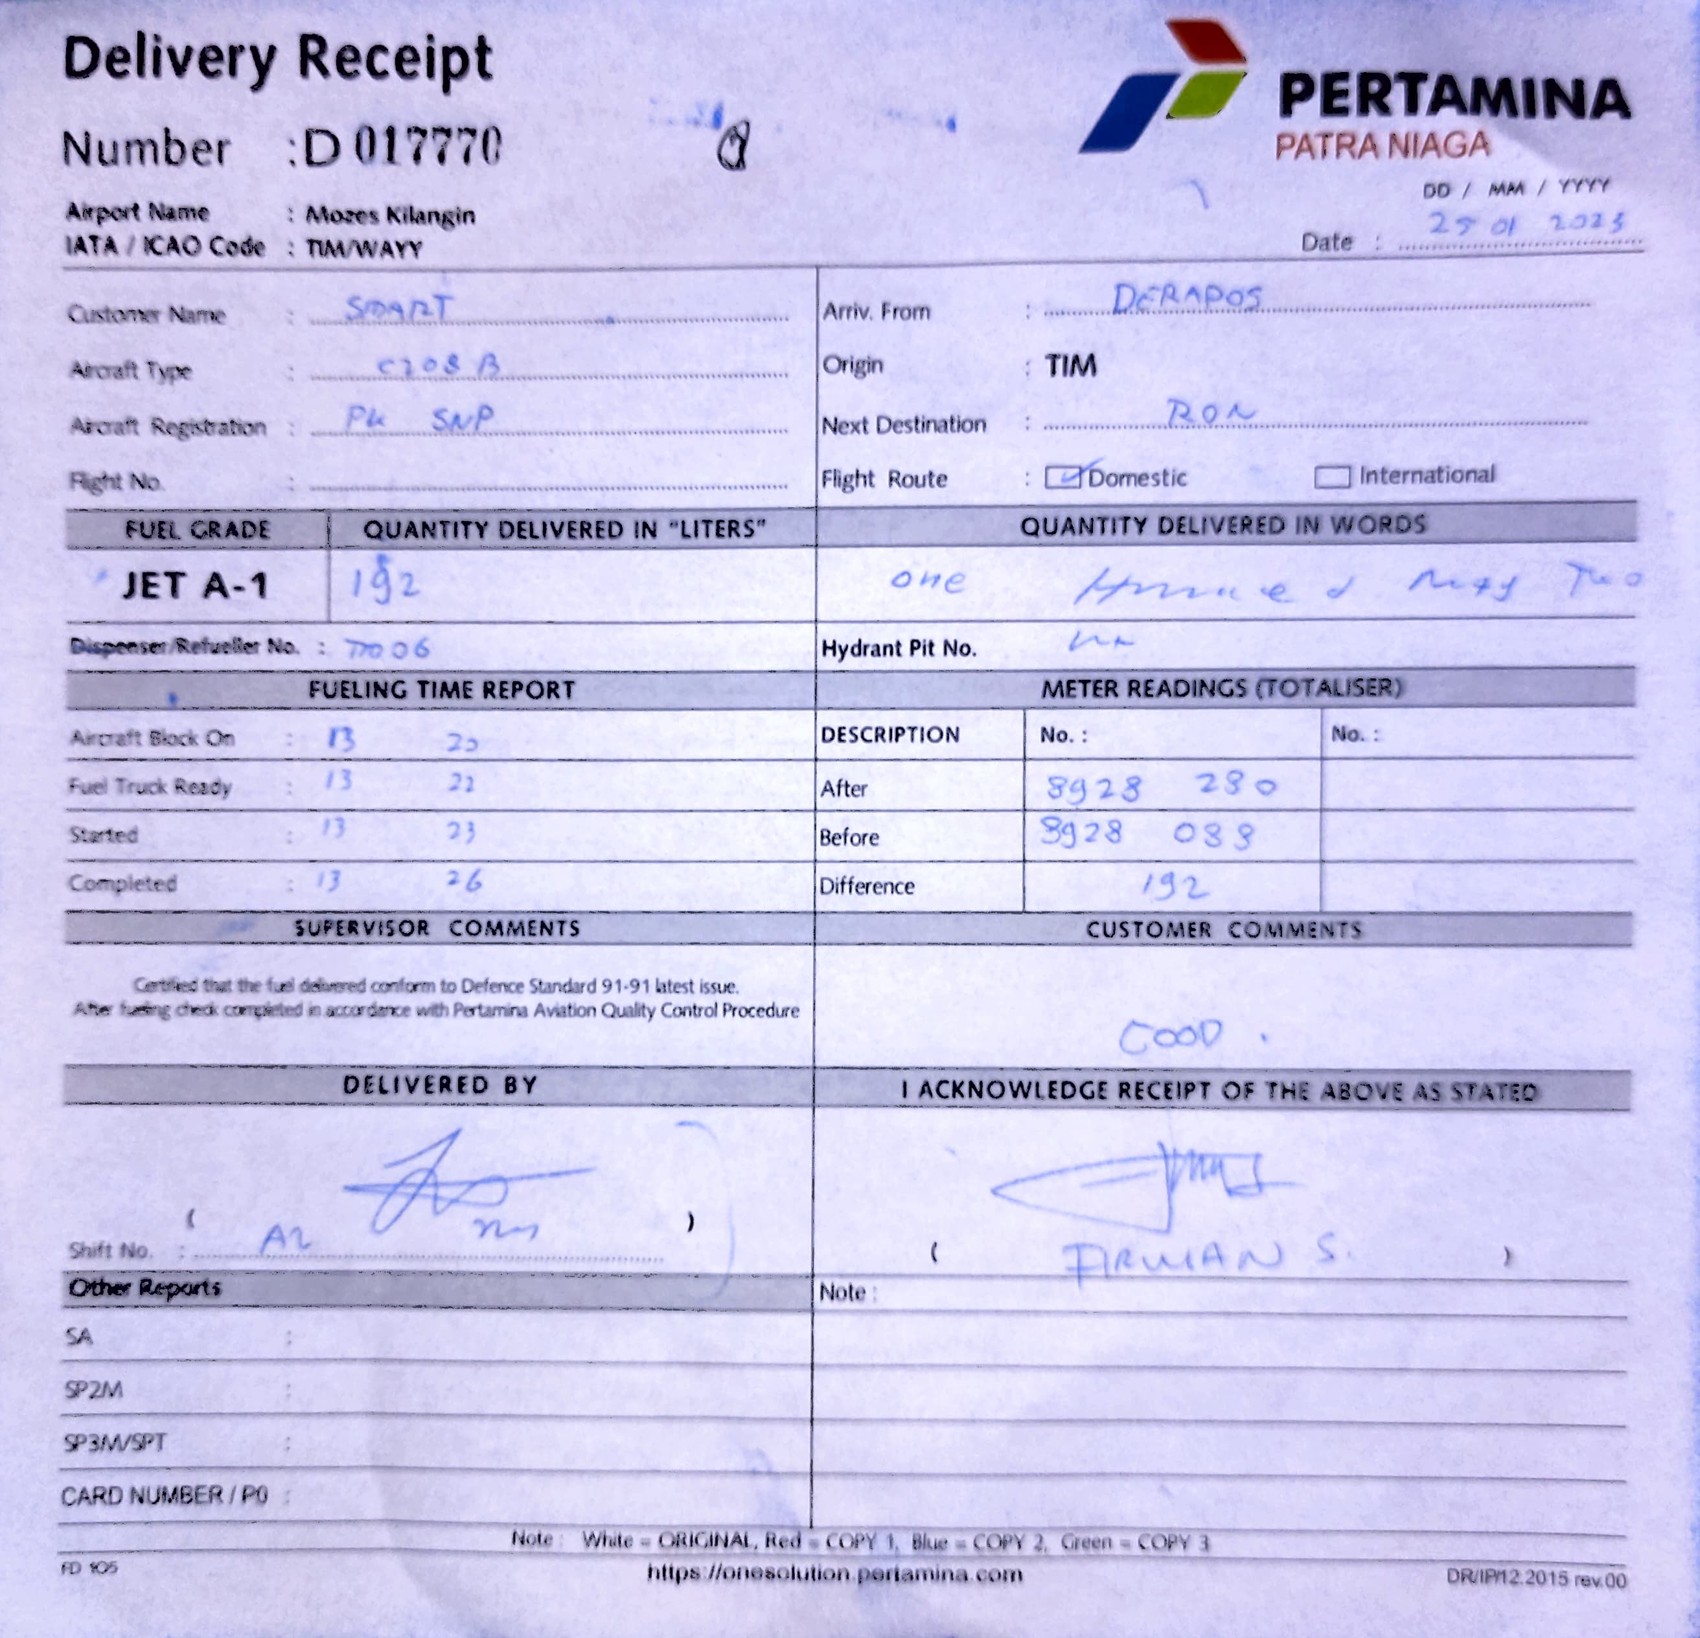 Delivery Receipt
PERTAMINA
PATRA NIAGA
Number : D 017770
DD / MM / YYYY
Airport Name : Mozes Kilangin
Date : 25 01 2023
IATA / ICAO Code : TIM/WAYY
Customer Name : SMART
Arriv. From : DERAPOS
Aircraft Type : C208 B
Origin : TIM
Aircraft Registration : PK SNP
Next Destination : RON
Flight No. :
Flight Route : Domestic International
FUEL GRADE QUANTITY DELIVERED IN "LITERS" QUANTITY DELIVERED IN WORDS
JET A-1 192 one Hundred Two
Dispenser/Refueller No. : 06
Hydrant Pit No.
FUELING TIME REPORT METER READINGS (TOTALISER)
Aircraft Block On : 13 20
DESCRIPTION No. : No. :
Fuel Truck Ready : 13 22
After 8928 280
Started : 13 23
Before 8928 088
Completed : 13 26
Difference 192
SUPERVISOR COMMENTS CUSTOMER COMMENTS
Certified that the fuel delivered conform to Defence Standard 91-91 latest issue.
After fueling check completed in accordance with Pertamina Aviation Quality Control Procedure
GOOD .
DELIVERED BY I ACKNOWLEDGE RECEIPT OF THE ABOVE AS STATED
( )
Shift No. : A2
( FIRMAN S. )
Other Reports Note :
SA :
SP2M :
SP3M/SPT :
CARD NUMBER / PO :
Note : White = ORIGINAL, Red = COPY 1, Blue = COPY 2, Green = COPY 3
FD 105 https://onesolution.pertamina.com DR/IP/12.2015 rev.00